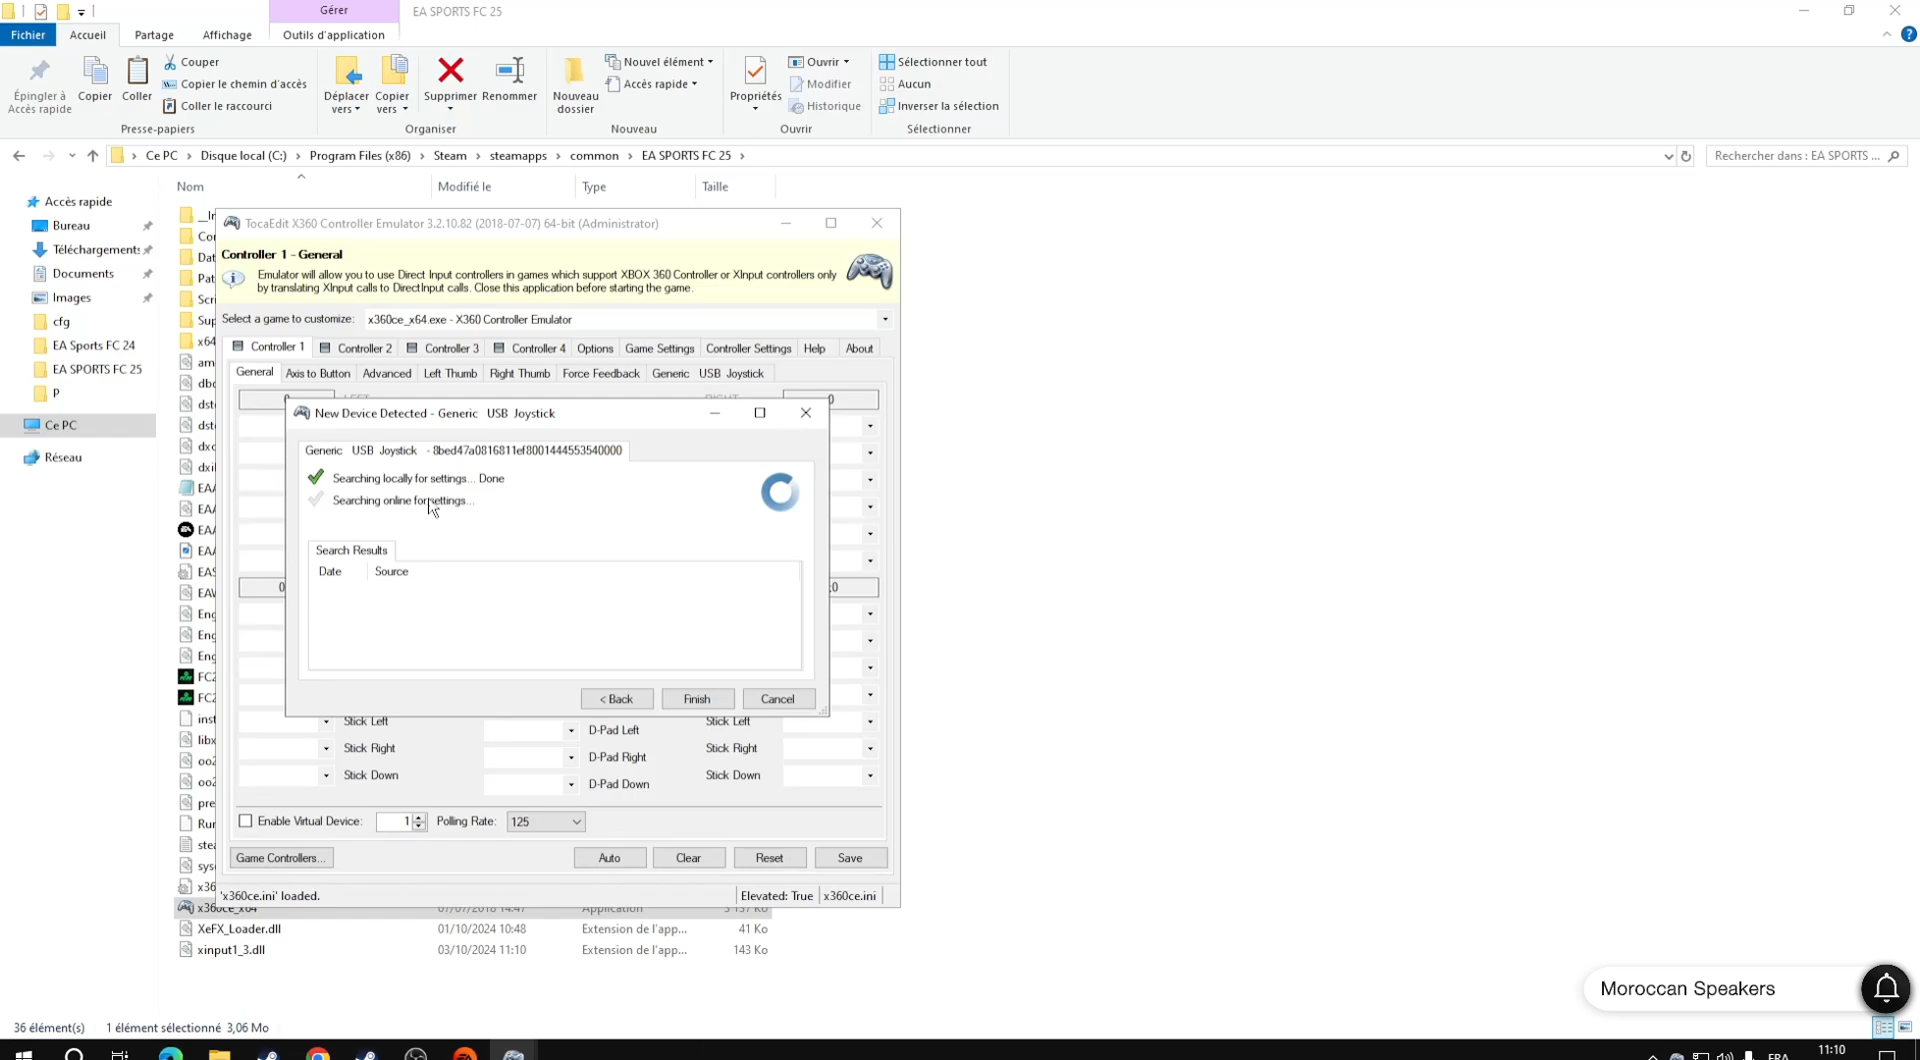 Gérer
EA SPORTS FC 25
Fichier
Accueil
Partage
Affichage
Outils d'application
Épingler à
Accès rapide
Copier
Coller
Couper
Copier le chemin d'accès
Coller le raccourci
Presse-papiers
Déplacer
vers
Copier
vers
Supprimer
Renommer
Organiser
Nouveau
dossier
Nouvel élément
Accès rapide
Nouveau
Propriétés
Ouvrir
Modifier
Historique
Ouvrir
Sélectionner tout
Aucun
Inverser la sélection
Sélectionner
Ce PC > Disque local (C:) > Program Files (x86) > Steam > steamapps > common > EA SPORTS FC 25 >
Rechercher dans : EA SPORTS ...
Accès rapide
Bureau
Téléchargements
Documents
Images
cfg
EA Sports FC 24
EA SPORTS FC 25
P
Ce PC
Réseau
Nom
Modifié le
Type
Taille
TocaEdit X360 Controller Emulator 3.2.10.82 (2018-07-07) 64-bit (Administrator)
Controller 1 - General
Emulator will allow you to use Direct Input controllers in games which support XBOX 360 Controller or XInput controllers only
by translating XInput calls to DirectInput calls. Close this application before starting the game.
Select a game to customize:
x360ce_x64.exe - X360 Controller Emulator
Controller 1
Controller 2
Controller 3
Controller 4
Options
Game Settings
Controller Settings
Help
About
General
Axis to Button
Advanced
Left Thumb
Right Thumb
Force Feedback
Generic USB Joystick
New Device Detected - Generic USB Joystick
Generic USB Joystick - 8bed47a0816811ef8001444553540000
Searching locally for settings... Done
Searching online for settings...
Search Results
Date
Source
< Back
Finish
Cancel
Stick Left
D-Pad Left
Stick Left
Stick Right
D-Pad Right
Stick Right
Stick Down
D-Pad Down
Stick Down
Enable Virtual Device:
1
Polling Rate:
125
Game Controllers...
Auto
Clear
Reset
Save
'x360ce.ini' loaded.
Elevated: True
x360ce.ini
x360ce_x64 07/07/2018 14:47 Application 3 137 Ko
XeFX_Loader.dll 01/10/2024 10:48 Extension de l'app... 41 Ko
xinput1_3.dll 03/10/2024 11:10 Extension de l'app... 143 Ko
Moroccan Speakers
36 élément(s)
1 élément sélectionné 3,06 Mo
FRA
11:10